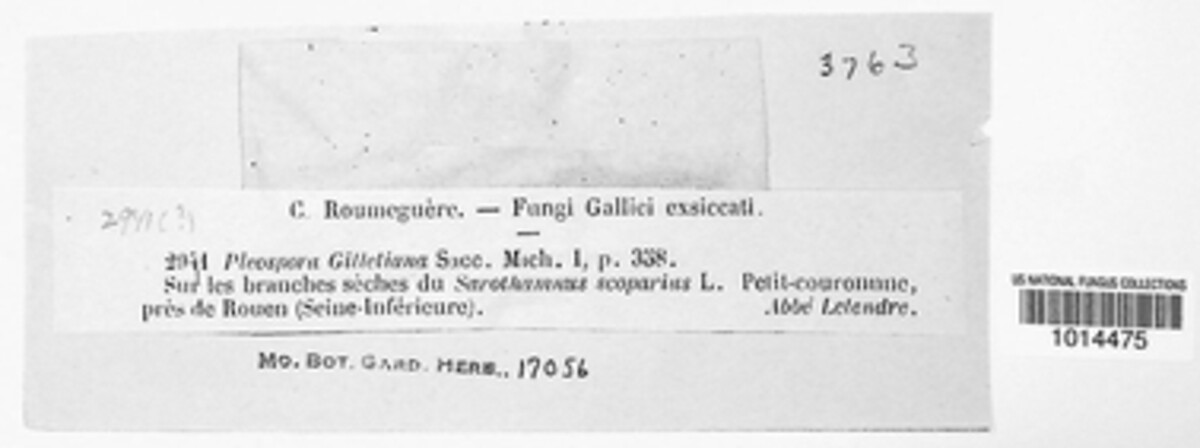 3763
C. Roumeguère. — Fungi Gallici exsiccati.
2941 Pleospora Gilletiana Sacc. Mich. I, p. 358.
Sur les branches sèches du Sarothamnus scoparius L. Petit-couronne,
près de Rouen (Seine-Inférieure). Abbé Letendre.
MO. BOT. GARD. HERB., 17056
US NATIONAL FUNGUS COLLECTIONS
1014475